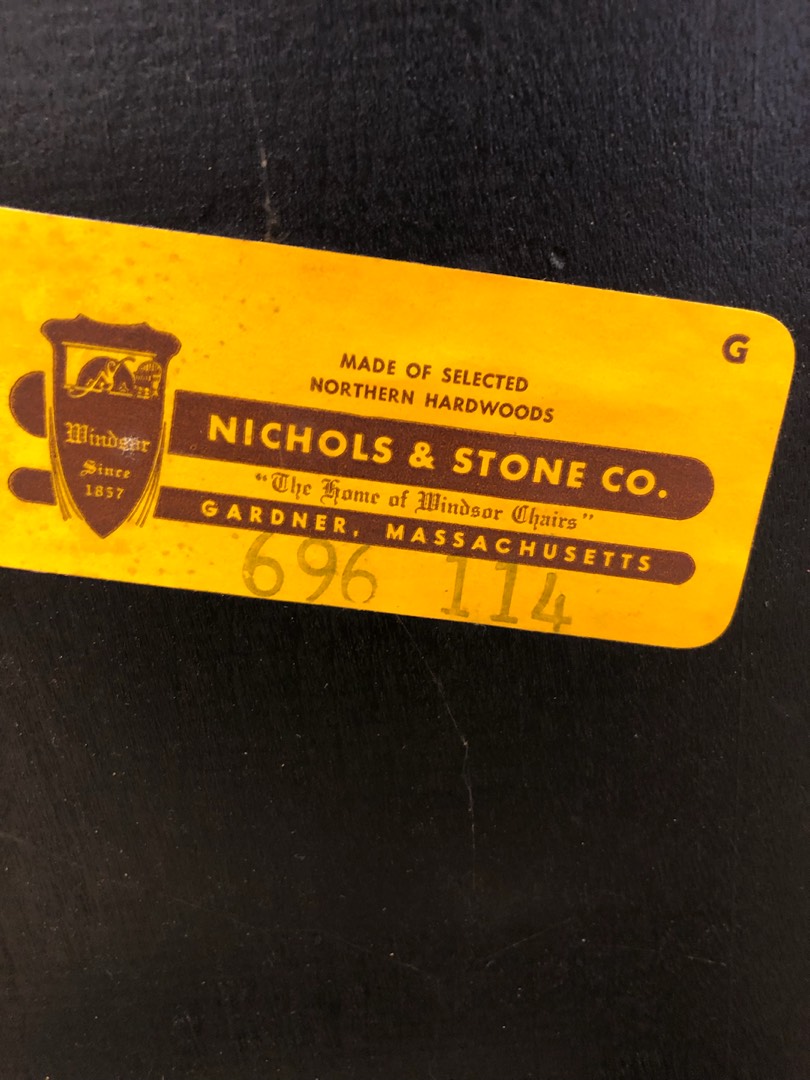 G
MADE OF SELECTED
NORTHERN HARDWOODS
NICHOLS & STONE CO.
"The Home of Windsor Chairs"
GARDNER, MASSACHUSETTS
696 114
Windsor
Since
1857